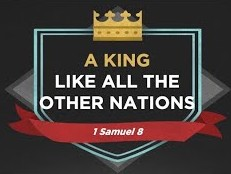 A KING
LIKE ALL THE
OTHER NATIONS
1 Samuel 8